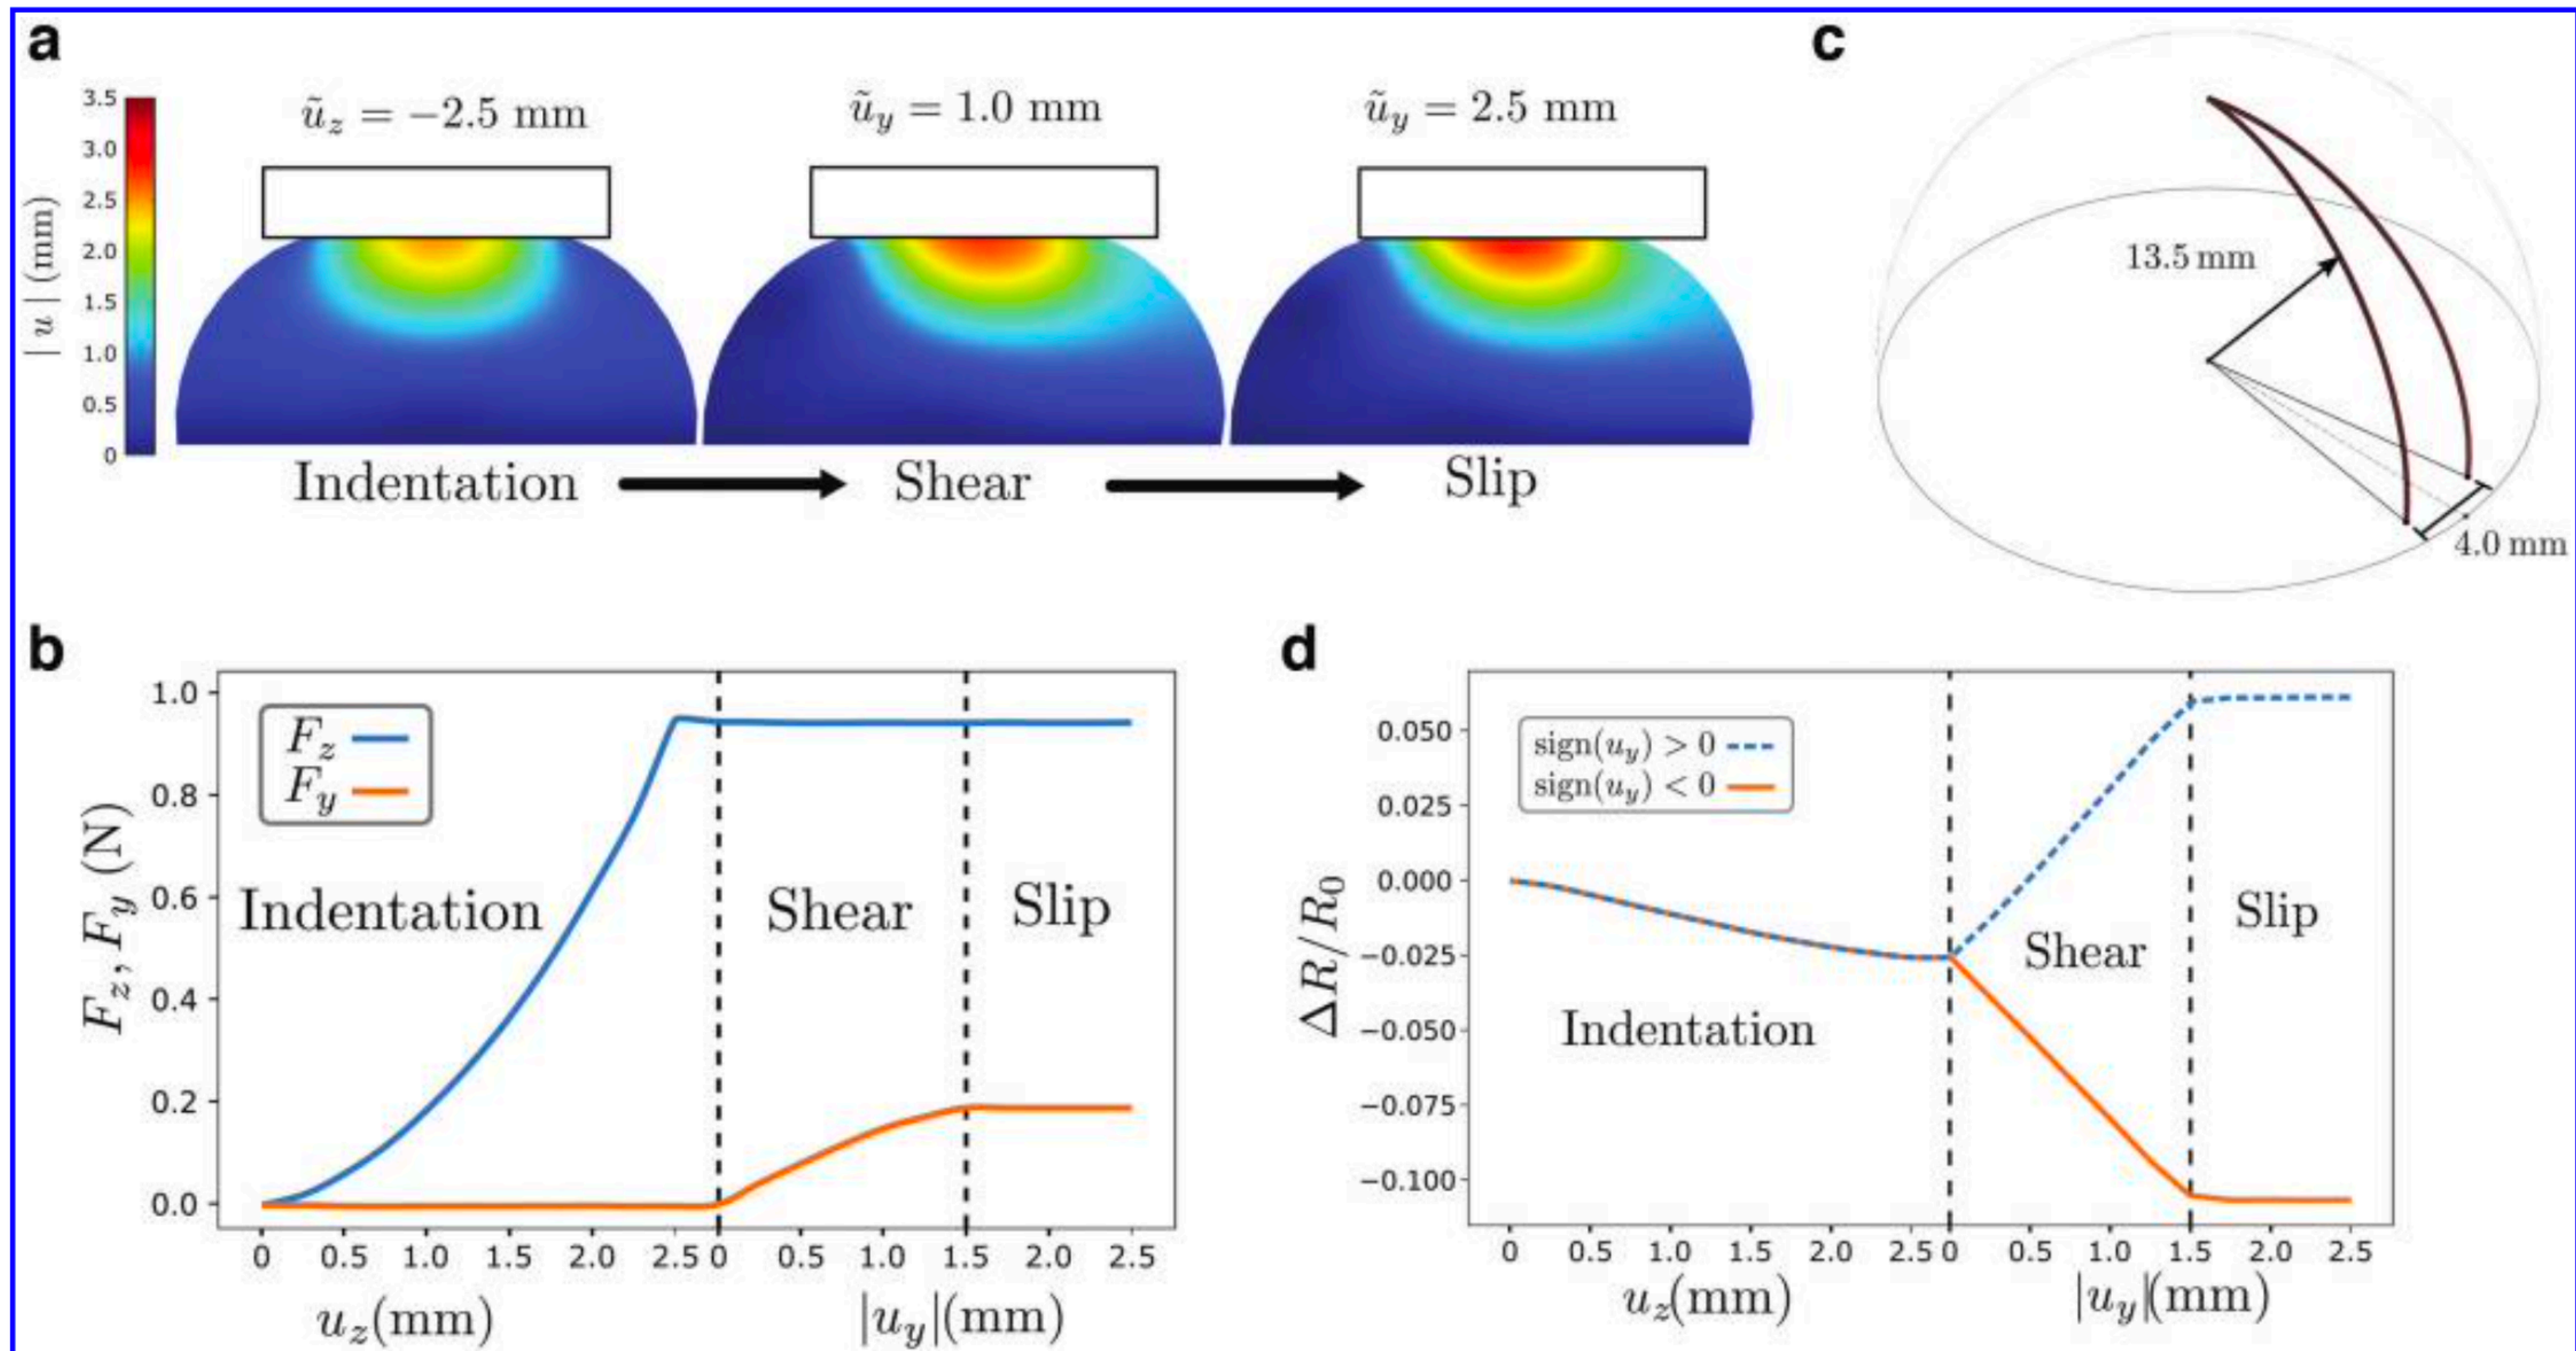 a
ũ_z = −2.5 mm
ũ_y = 1.0 mm
ũ_y = 2.5 mm
3.5
3.0
2.5
2.0
1.5
1.0
0.5
0
| u | (mm)
Indentation
Shear
Slip
c
13.5 mm
4.0 mm
b
F_z
F_y
Indentation
Shear
Slip
1.0
0.8
0.6
0.4
0.2
0.0
F_z, F_y (N)
0 0.5 1.0 1.5 2.0 2.5 0 0.5 1.0 1.5 2.0 2.5
u_z(mm) |u_y|(mm)
d
sign(u_y) > 0
sign(u_y) < 0
Indentation
Shear
Slip
0.050
0.025
0.000
−0.025
−0.050
−0.075
−0.100
ΔR/R_0
0 0.5 1.0 1.5 2.0 2.5 0 0.5 1.0 1.5 2.0 2.5
u_z(mm) |u_y|(mm)